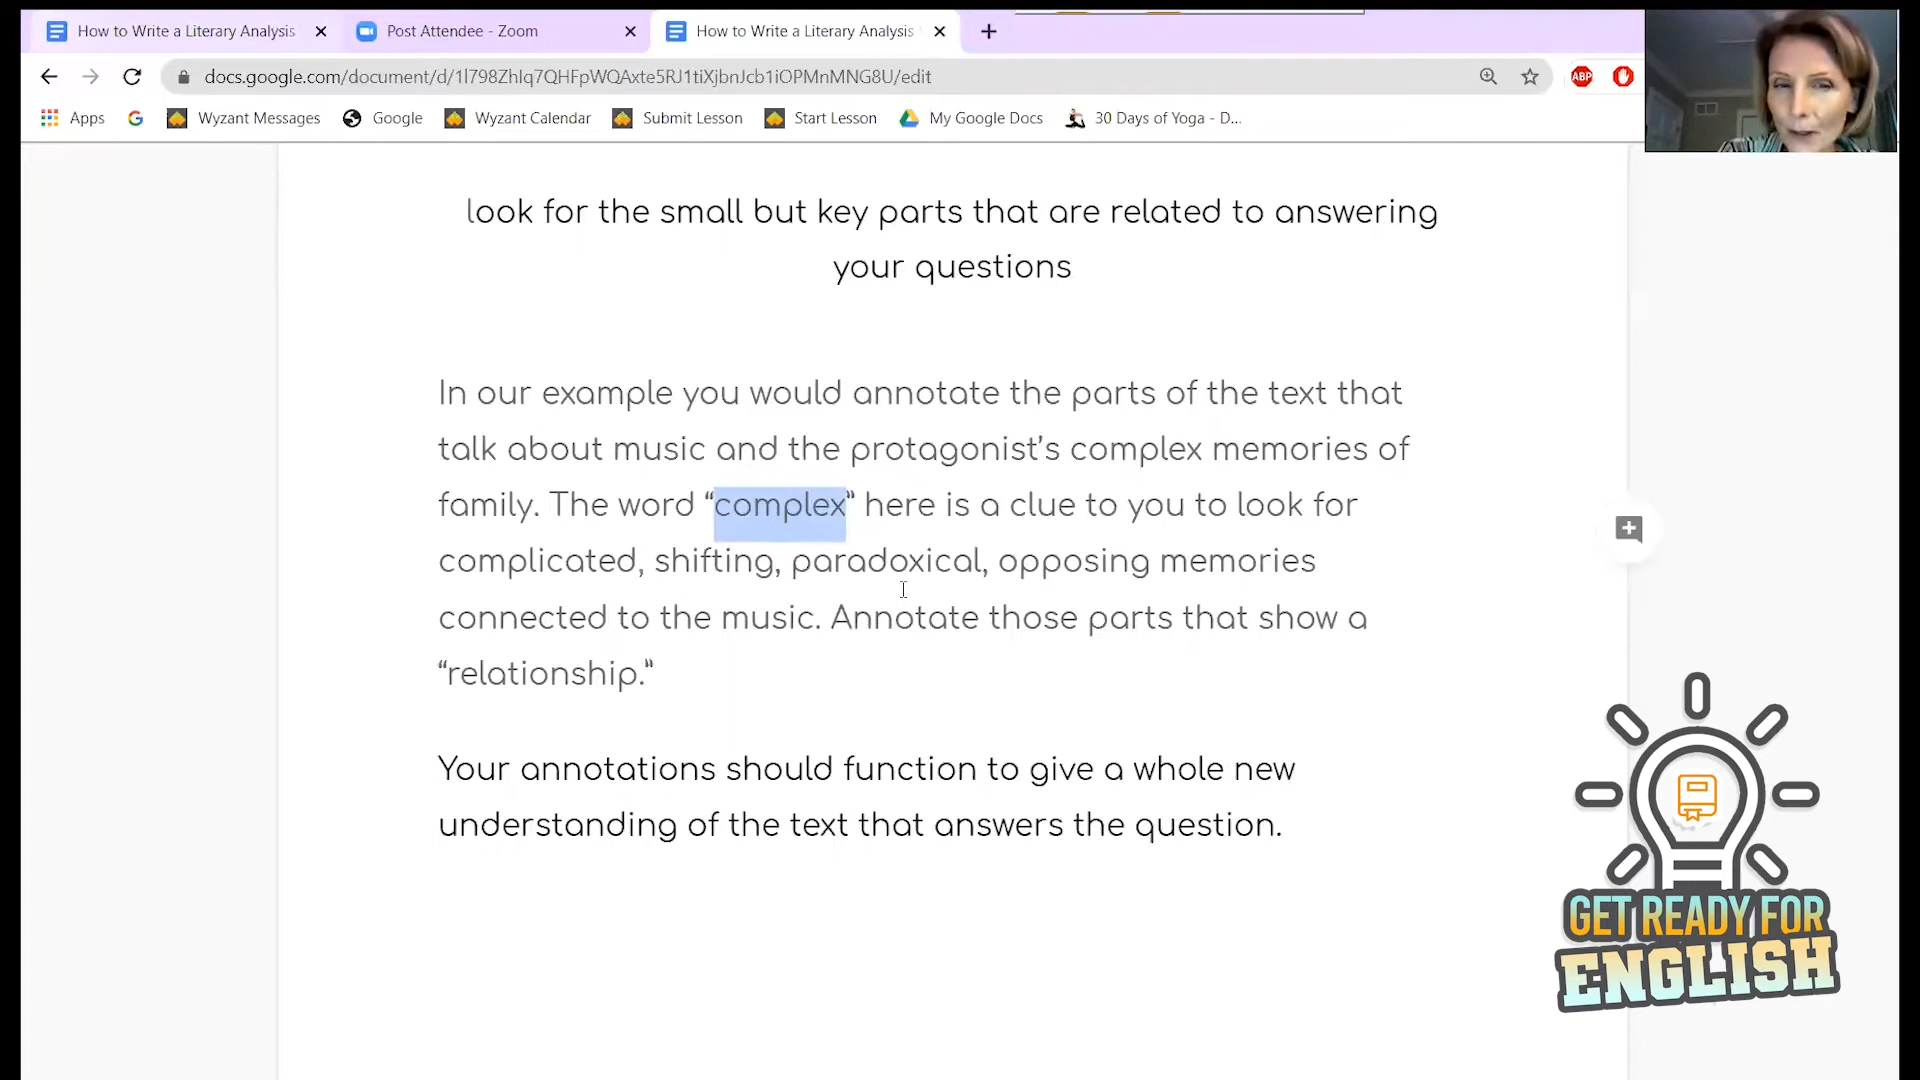 How to Write a Literary Analysis
Post Attendee - Zoom
How to Write a Literary Analysis
docs.google.com/document/d/1I798ZhIq7QHFpWQAxte5RJ1tiXjbnJcb1iOPMnMNG8U/edit
ABP
Apps
Wyzant Messages
Google
Wyzant Calendar
Submit Lesson
Start Lesson
My Google Docs
30 Days of Yoga - D...
look for the small but key parts that are related to answering
your questions
In our example you would annotate the parts of the text that
talk about music and the protagonist’s complex memories of
family. The word “complex” here is a clue to you to look for
complicated, shifting, paradoxical, opposing memories
connected to the music. Annotate those parts that show a
“relationship.”
Your annotations should function to give a whole new
understanding of the text that answers the question.
GET READY FOR
ENGLISH